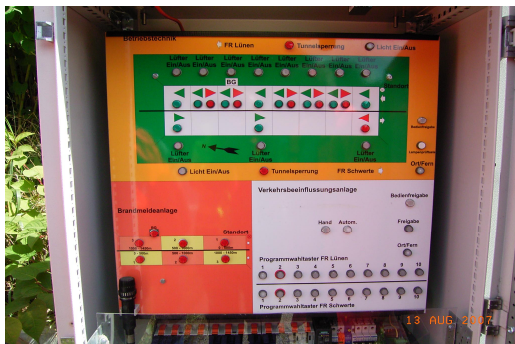 Betriebstechnik
FR Lünen
Tunnelsperrung
Licht Ein/Aus
Lüfter Lüfter Lüfter Lüfter Lüfter Lüfter Lüfter Lüfter
Ein/Aus Ein/Aus Ein/Aus Ein/Aus Ein/Aus Ein/Aus Ein/Aus Ein/Aus
BG
Standort
Bedienfreigabe
Lampenprüftaste
N
Lüfter Lüfter Lüfter
Ein/Aus Ein/Aus Ein/Aus
Ort/Fern
Licht Ein/Aus
Tunnelsperrung
FR Schwerte
Brandmeldeanlage
Standort
Verkehrsbeeinflussungsanlage
Bedienfreigabe
Hand Autom.
Freigabe
Ort/Fern
Programmwahltaster FR Lünen
1 2 3 4 5 6 7 8 9 10
1 2 3 4 5 6 7 8 9 10
Programmwahltaster FR Schwerte
13 AUG 2007